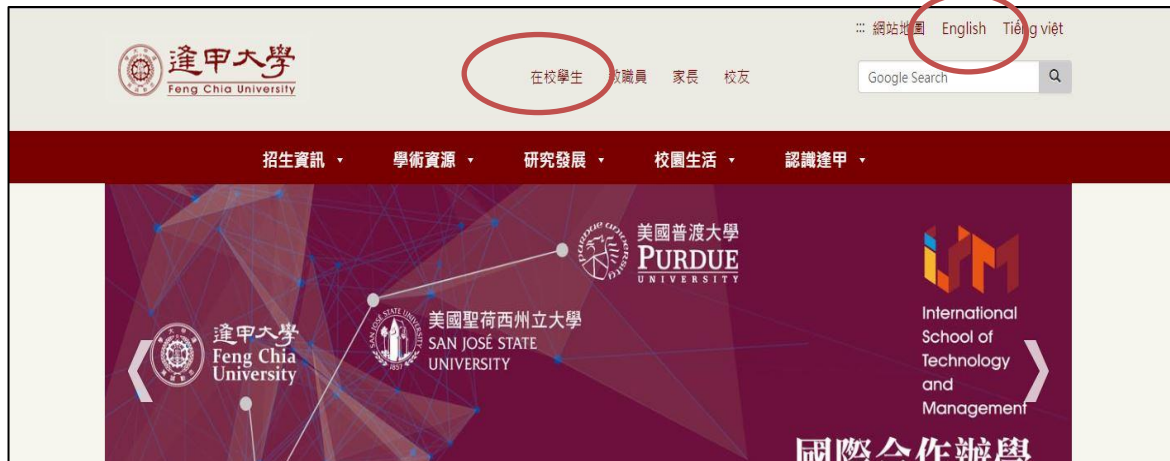 ::: 網站地圖 English Tiếng việt
逢甲大學
Feng Chia University
在校學生 教職員 家長 校友
Google Search
招生資訊 學術資源 研究發展 校園生活 認識逢甲
美國普渡大學
PURDUE
UNIVERSITY
International
School of
Technology
and
Management
美國聖荷西州立大學
SAN JOSÉ STATE
UNIVERSITY
逢甲大學
Feng Chia
University
國際合作辦學